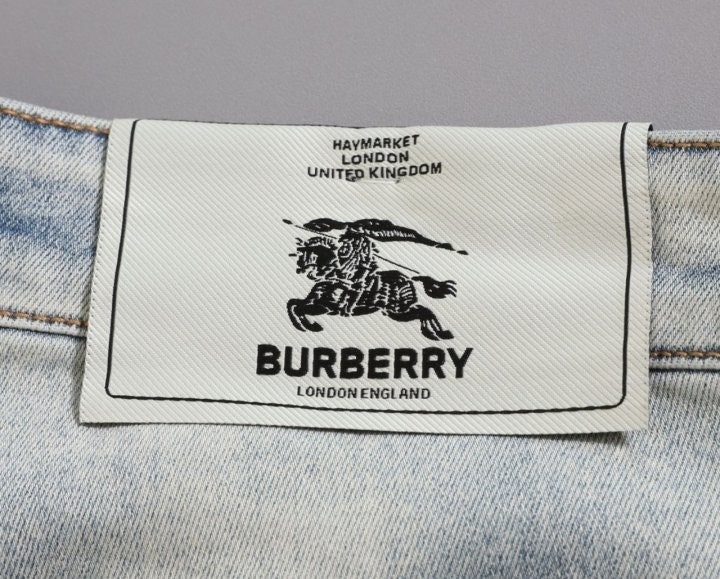 HAYMARKET
LONDON
UNITED KINGDOM
BURBERRY
LONDON ENGLAND